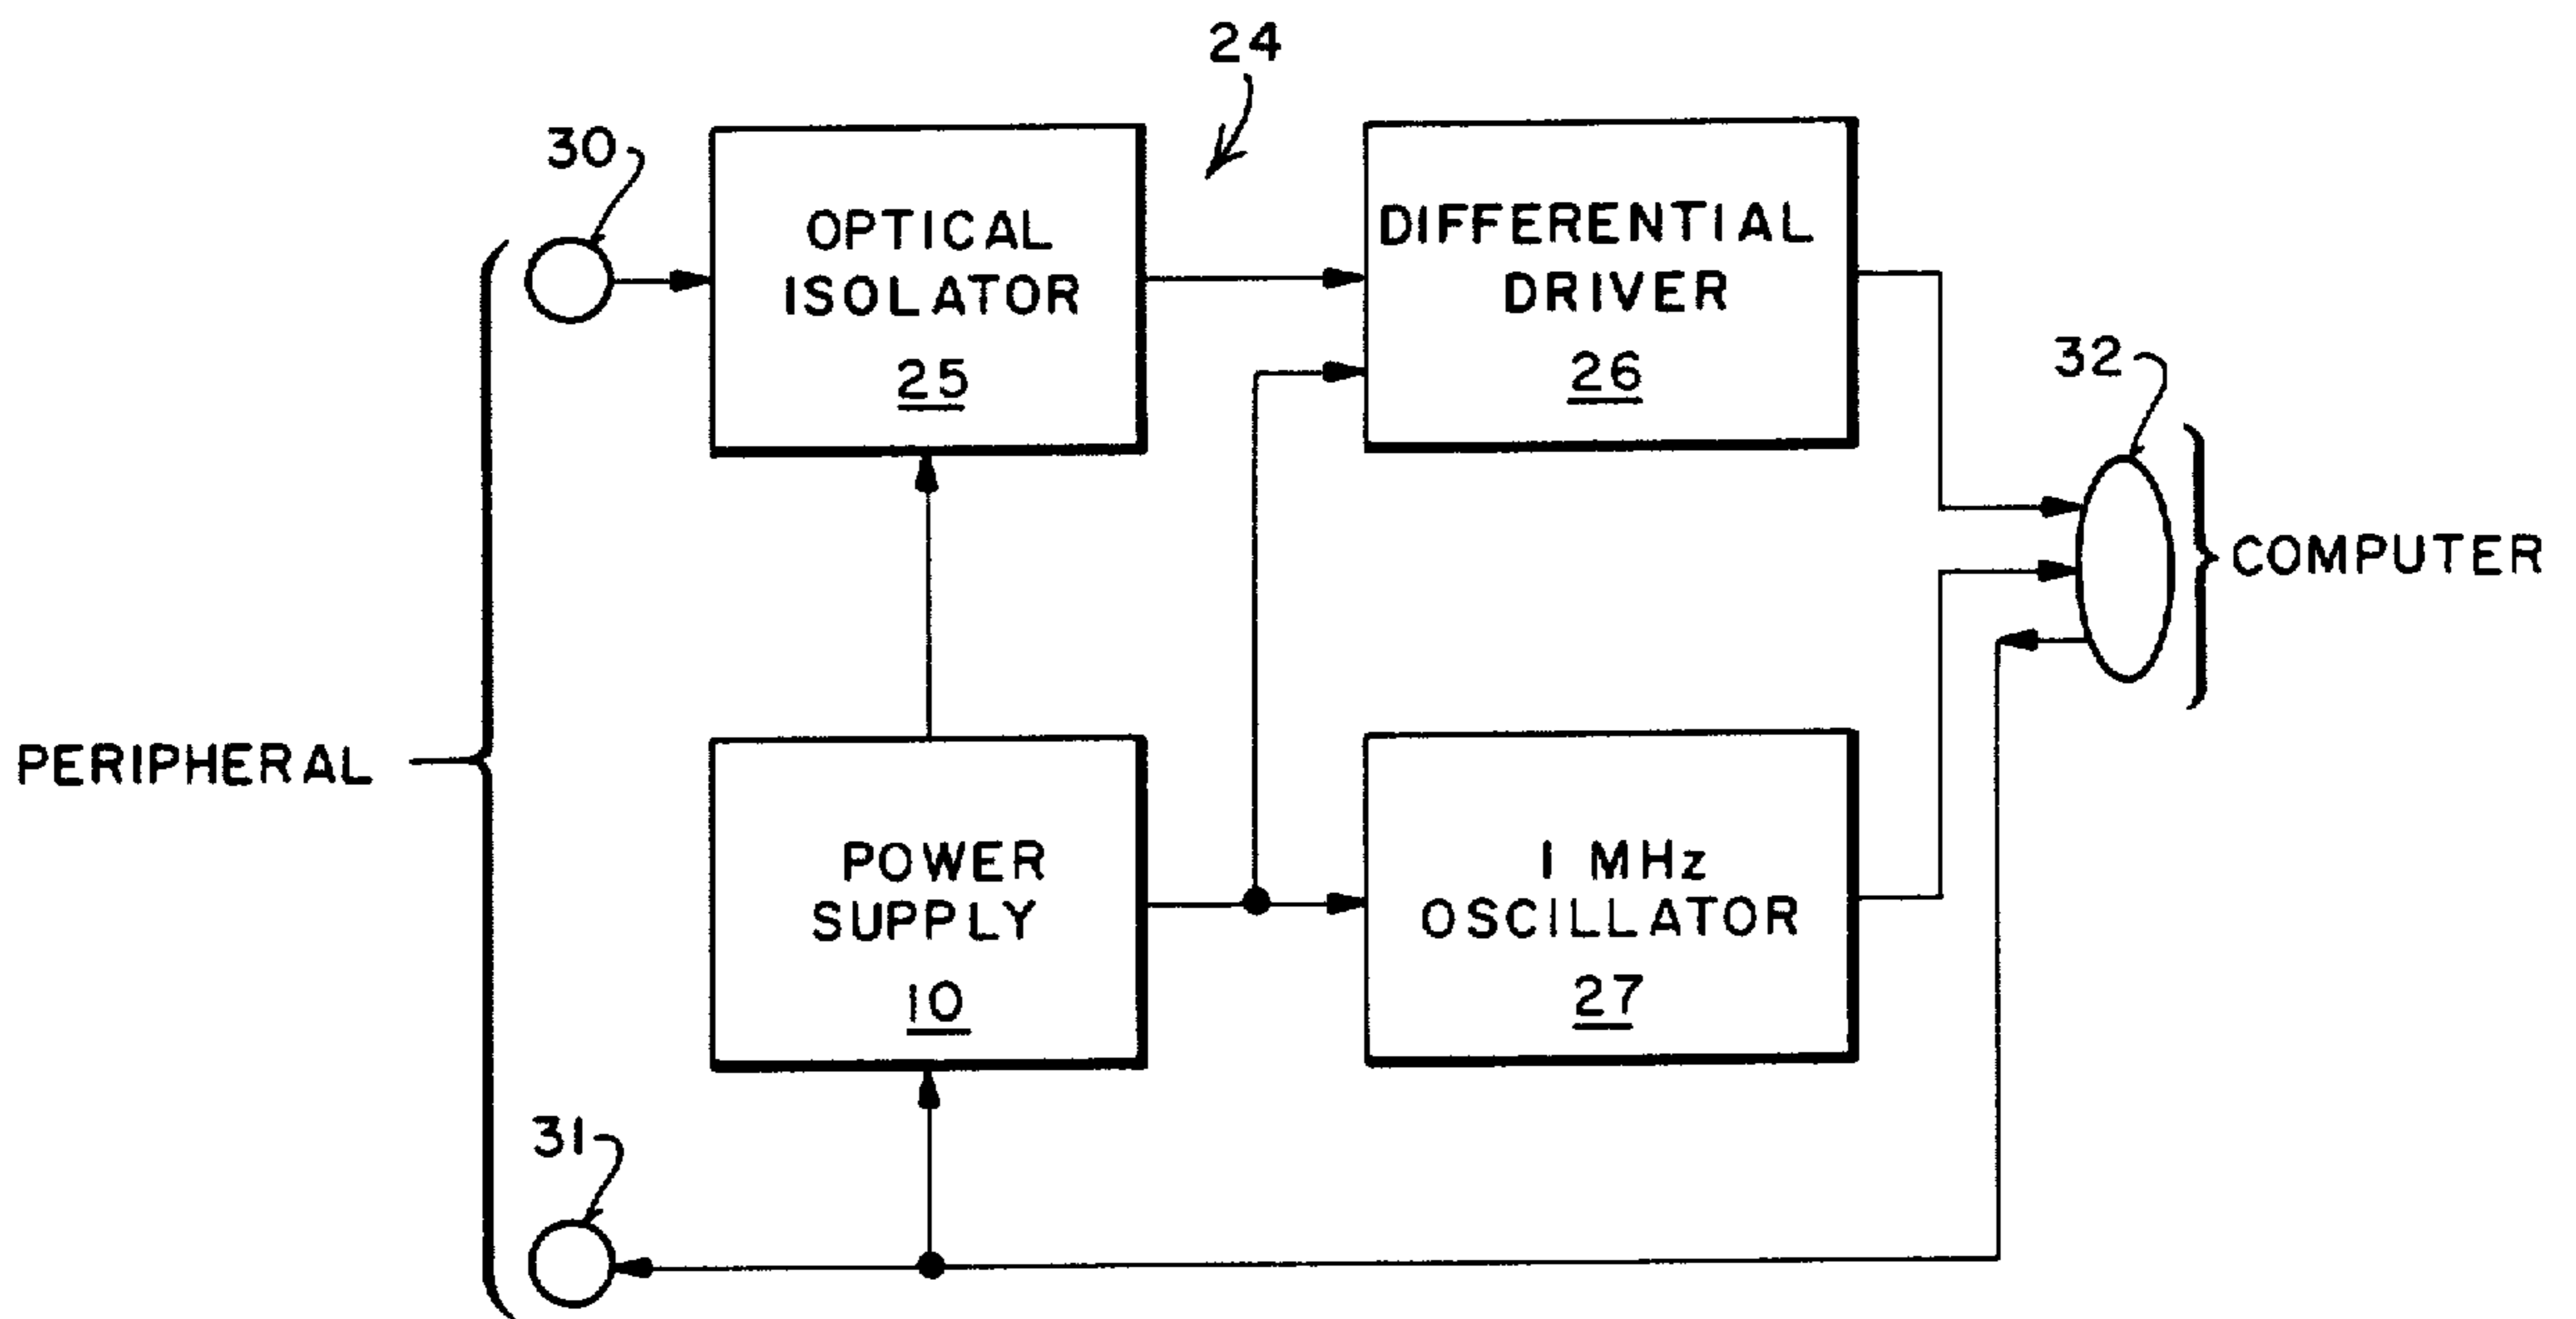 24
30
OPTICAL
ISOLATOR
25
DIFFERENTIAL
DRIVER
26
32
COMPUTER
PERIPHERAL
POWER
SUPPLY
10
1 MHz
OSCILLATOR
27
31